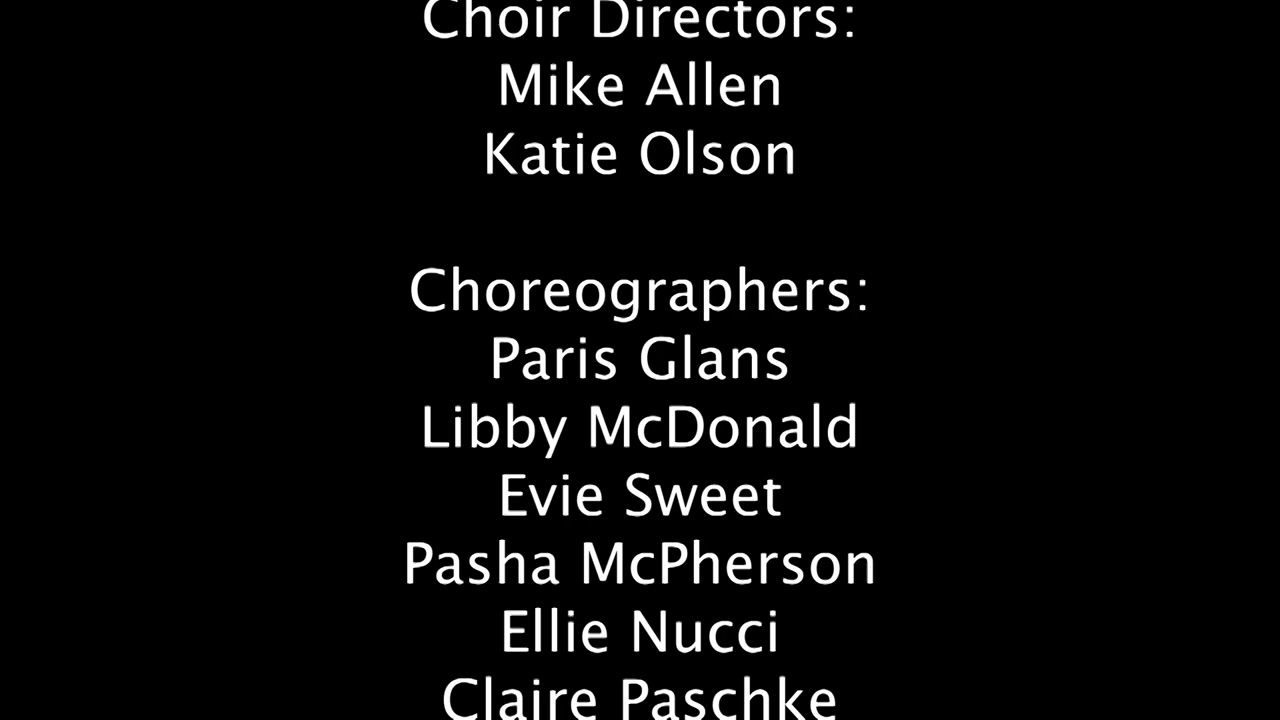 Choir Directors:
Mike Allen
Katie Olson
Choreographers:
Paris Glans
Libby McDonald
Evie Sweet
Pasha McPherson
Ellie Nucci
Claire Paschke